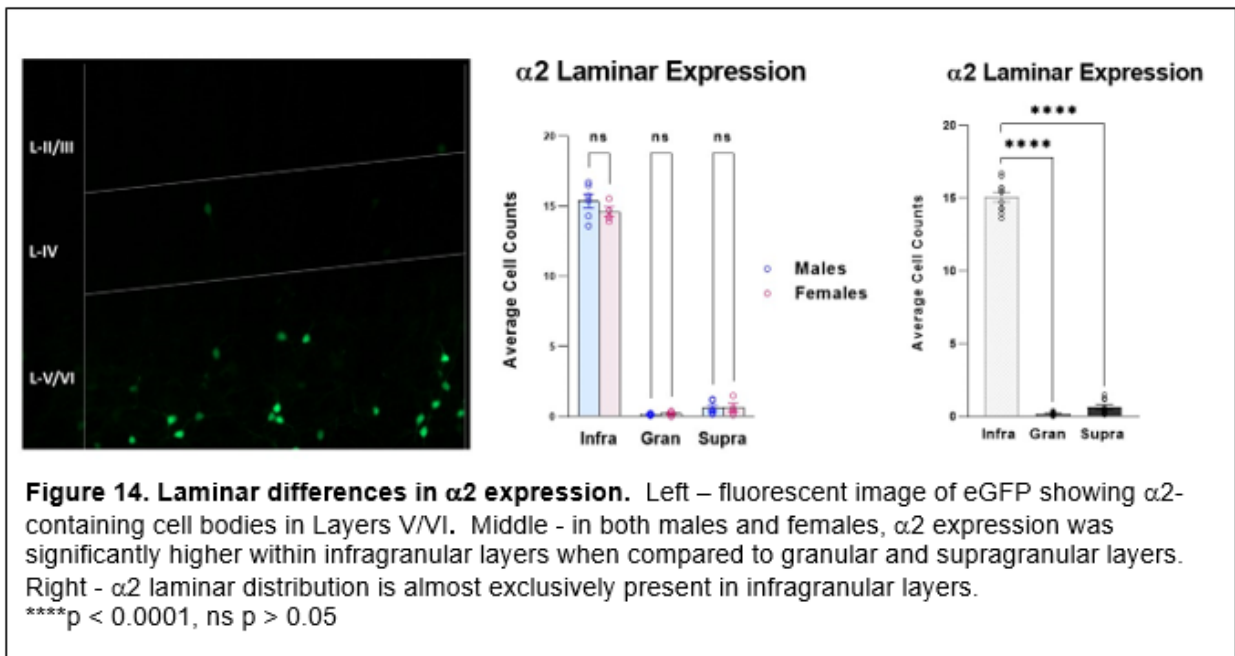 L-II/III
L-IV
L-V/VI
α2 Laminar Expression
Average Cell Counts
20
15
10
5
0
ns
ns
ns
Infra
Gran
Supra
Males
Females
α2 Laminar Expression
Average Cell Counts
20
15
10
5
0
****
****
Infra
Gran
Supra
Figure 14. Laminar differences in α2 expression. Left – fluorescent image of eGFP showing α2-
containing cell bodies in Layers V/VI. Middle - in both males and females, α2 expression was
significantly higher within infragranular layers when compared to granular and supragranular layers.
Right - α2 laminar distribution is almost exclusively present in infragranular layers.
****p < 0.0001, ns p > 0.05